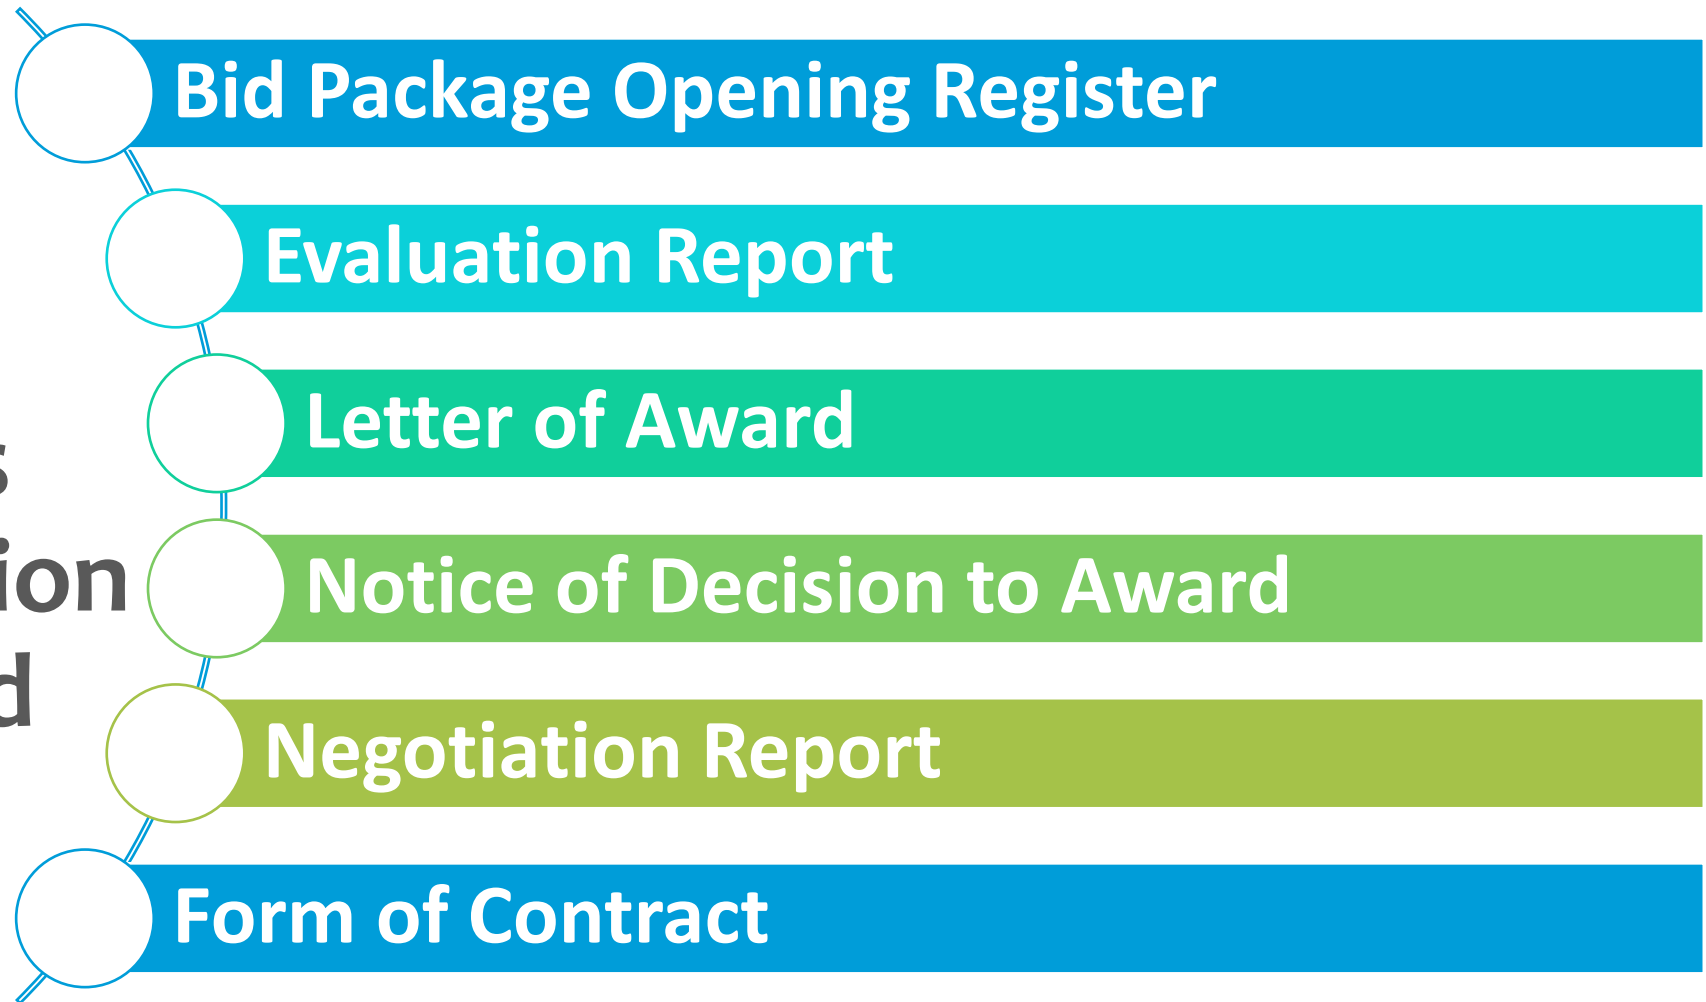 Bid Package Opening Register
Evaluation Report
Letter of Award
Notice of Decision to Award
Negotiation Report
Form of Contract